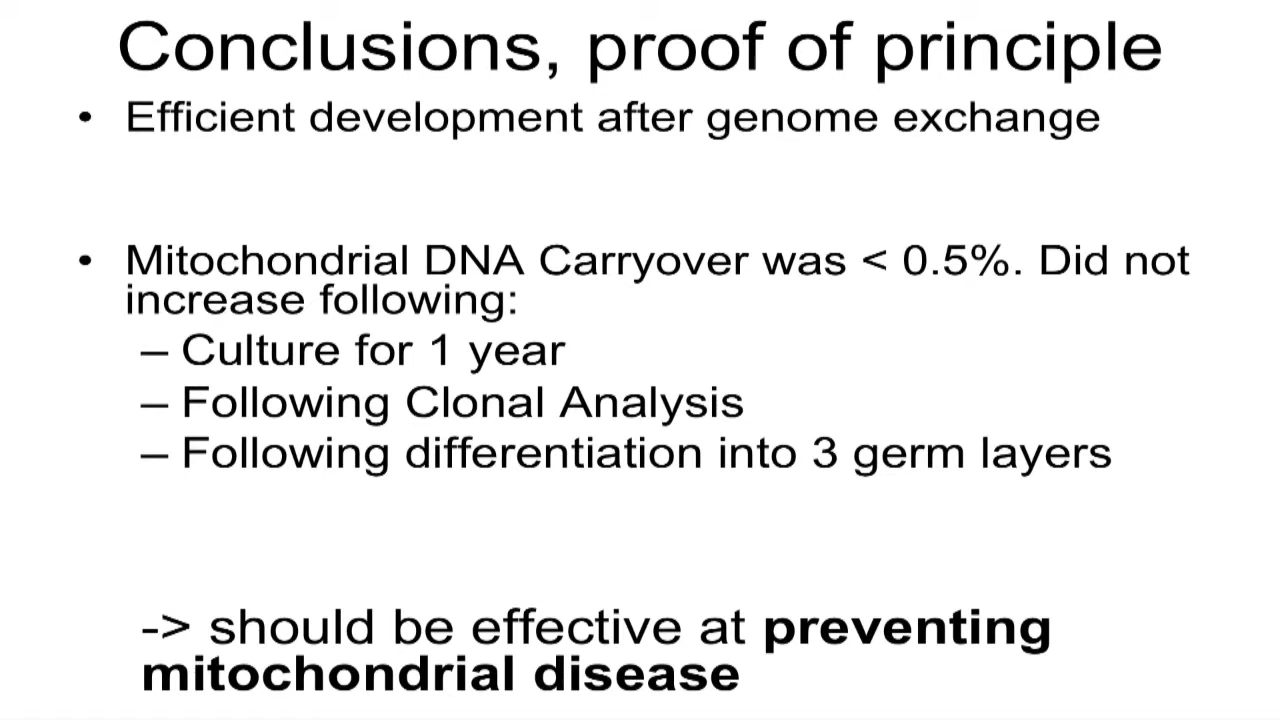 Conclusions, proof of principle
• Efficient development after genome exchange
• Mitochondrial DNA Carryover was < 0.5%. Did not
increase following:
– Culture for 1 year
– Following Clonal Analysis
– Following differentiation into 3 germ layers
-> should be effective at preventing
mitochondrial disease